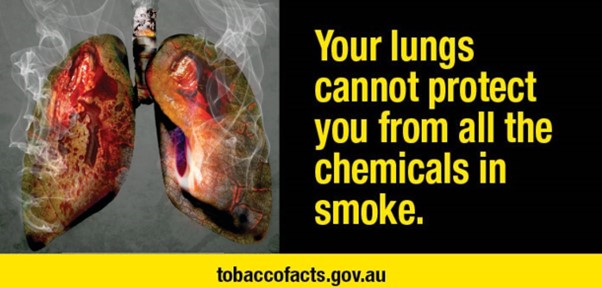 Your lungs
cannot protect
you from all the
chemicals in
smoke.
tobaccofacts.gov.au